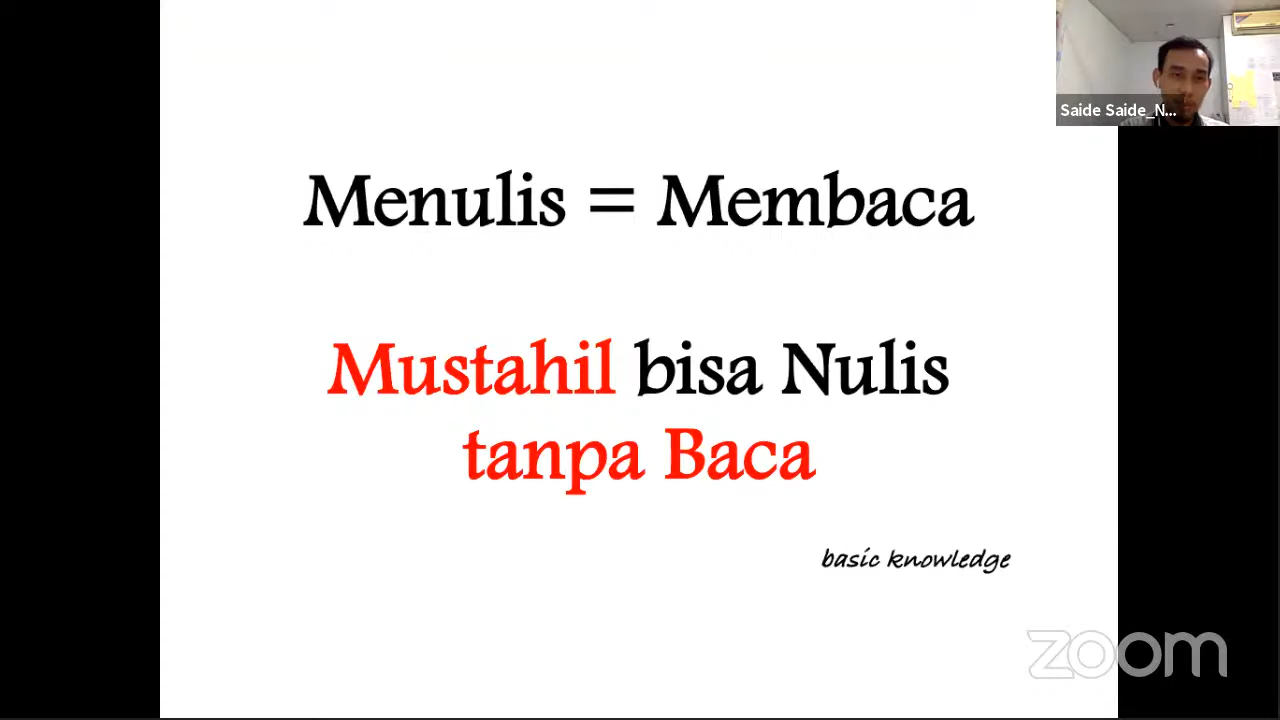 Saide Saide_N...
Menulis = Membaca
Mustahil bisa Nulis
tanpa Baca
basic knowledge
zoom